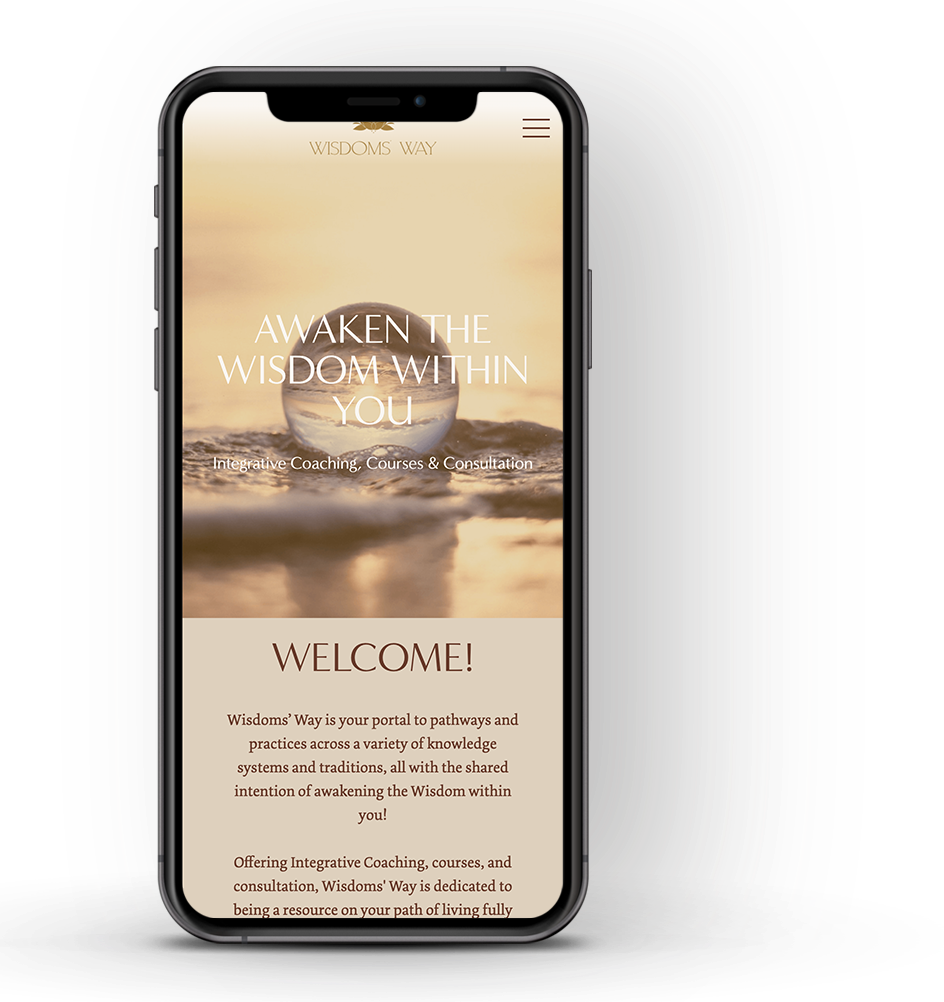 WISDOMS WAY
AWAKEN THE
WISDOM WITHIN
YOU
Integrative Coaching, Courses & Consultation
WELCOME!
Wisdoms’ Way is your portal to pathways and
practices across a variety of knowledge
systems and traditions, all with the shared
intention of awakening the Wisdom within
you!
Offering Integrative Coaching, courses, and
consultation, Wisdoms' Way is dedicated to
being a resource on your path of living fully